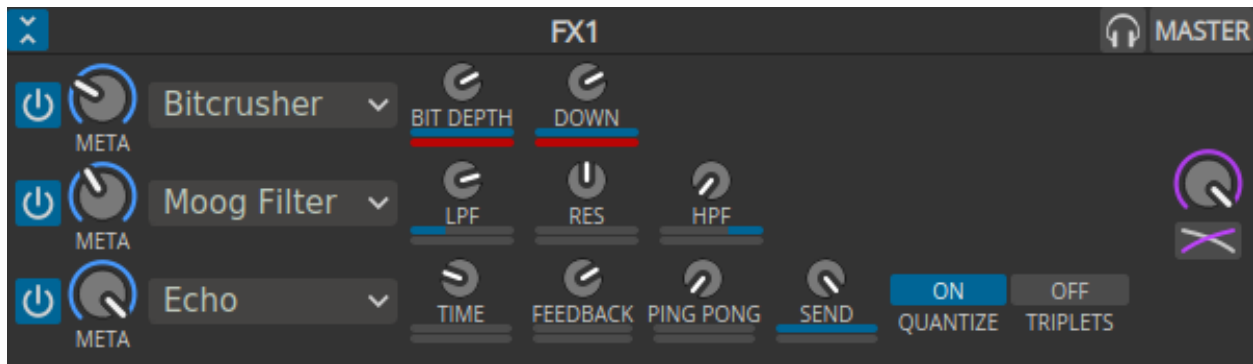 FX1 MASTER
Bitcrusher
BIT DEPTH DOWN
META
Moog Filter
LPF RES HPF
META
Echo
TIME FEEDBACK PING PONG SEND
ON OFF
QUANTIZE TRIPLETS
META